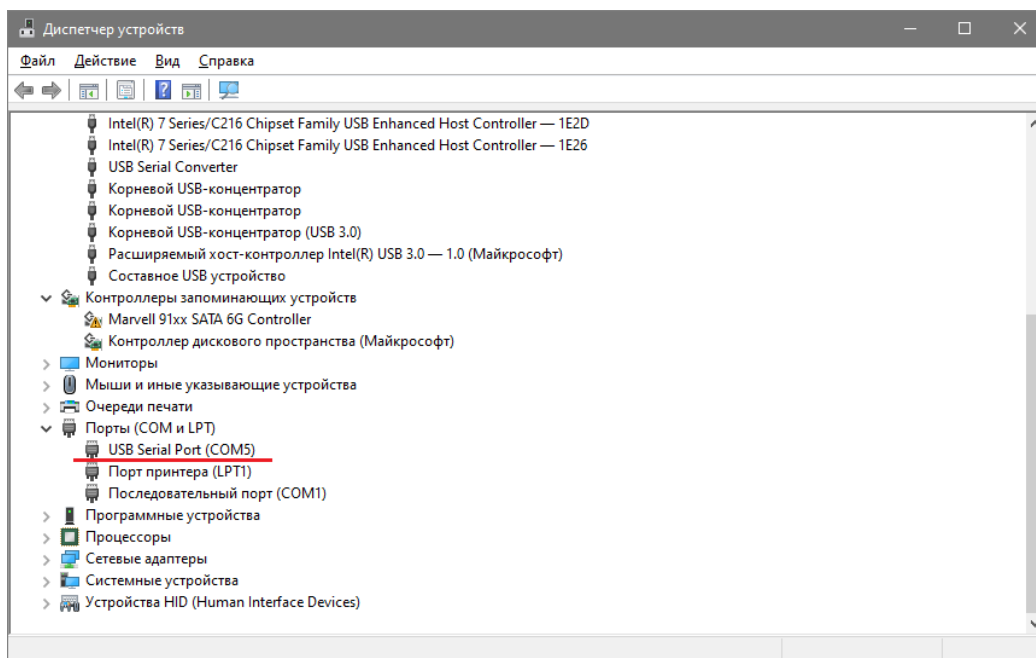 Диспетчер устройств
Файл Действие Вид Справка
Intel(R) 7 Series/C216 Chipset Family USB Enhanced Host Controller — 1E2D
Intel(R) 7 Series/C216 Chipset Family USB Enhanced Host Controller — 1E26
USB Serial Converter
Корневой USB-концентратор
Корневой USB-концентратор
Корневой USB-концентратор (USB 3.0)
Расширяемый хост-контроллер Intel(R) USB 3.0 — 1.0 (Майкрософт)
Составное USB устройство
Контроллеры запоминающих устройств
Marvell 91xx SATA 6G Controller
Контроллер дискового пространства (Майкрософт)
Мониторы
Мыши и иные указывающие устройства
Очереди печати
Порты (COM и LPT)
USB Serial Port (COM5)
Порт принтера (LPT1)
Последовательный порт (COM1)
Программные устройства
Процессоры
Сетевые адаптеры
Системные устройства
Устройства HID (Human Interface Devices)